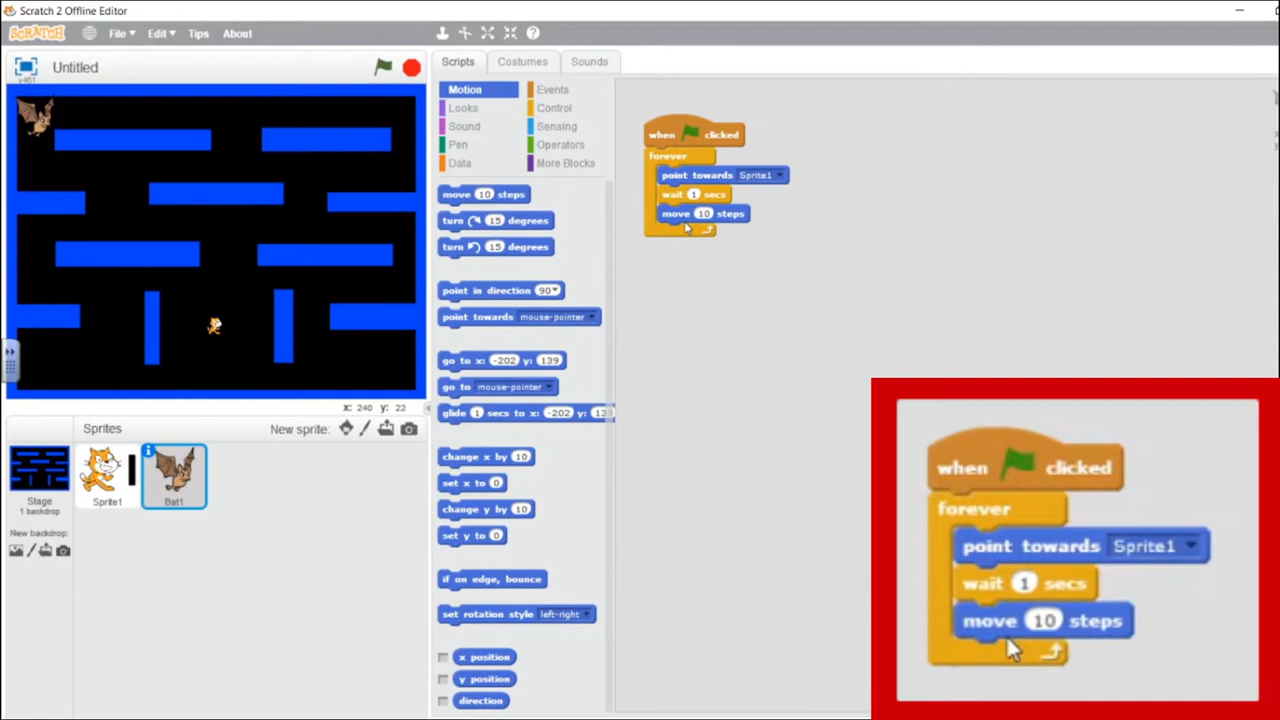 Scratch 2 Offline Editor
SCRATCH File Edit Tips About
v461 Untitled
x: 240 y: 22
Sprites New sprite:
Stage
1 backdrop
New backdrop:
Sprite1
Bat1
Scripts Costumes Sounds
Motion Events
Looks Control
Sound Sensing
Pen Operators
Data More Blocks
move 10 steps
turn 15 degrees
turn 15 degrees
point in direction 90
point towards mouse-pointer
go to x: -202 y: 139
go to mouse-pointer
glide 1 secs to x: -202 y:
change x by 10
set x to 0
change y by 10
set y to 0
if on edge, bounce
set rotation style left-right
x position
y position
direction
when clicked
forever
point towards Sprite1
wait 1 secs
move 10 steps
when clicked
forever
point towards Sprite1
wait 1 secs
move 10 steps